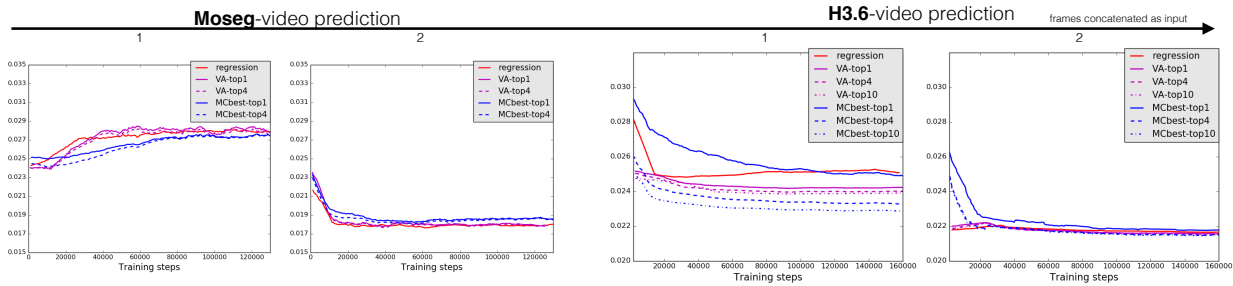 Moseg-video prediction
H3.6-video prediction
frames concatenated as input
1
2
1
2
0.035
0.033
0.031
0.029
0.027
0.025
0.023
0.021
0.019
0.017
0.015
0
20000
40000
60000
80000
100000
120000
Training steps
regression
VA-top1
VA-top4
MCbest-top1
MCbest-top4
0.035
0.033
0.031
0.029
0.027
0.025
0.023
0.021
0.019
0.017
0.015
0
20000
40000
60000
80000
100000
120000
Training steps
regression
VA-top1
VA-top4
MCbest-top1
MCbest-top4
0.030
0.028
0.026
0.024
0.022
0.020
20000
40000
60000
80000
100000
120000
140000
160000
Training steps
regression
VA-top1
VA-top4
VA-top10
MCbest-top1
MCbest-top4
MCbest-top10
0.030
0.028
0.026
0.024
0.022
0.020
20000
40000
60000
80000
100000
120000
140000
160000
Training steps
regression
VA-top1
VA-top4
VA-top10
MCbest-top1
MCbest-top4
MCbest-top10